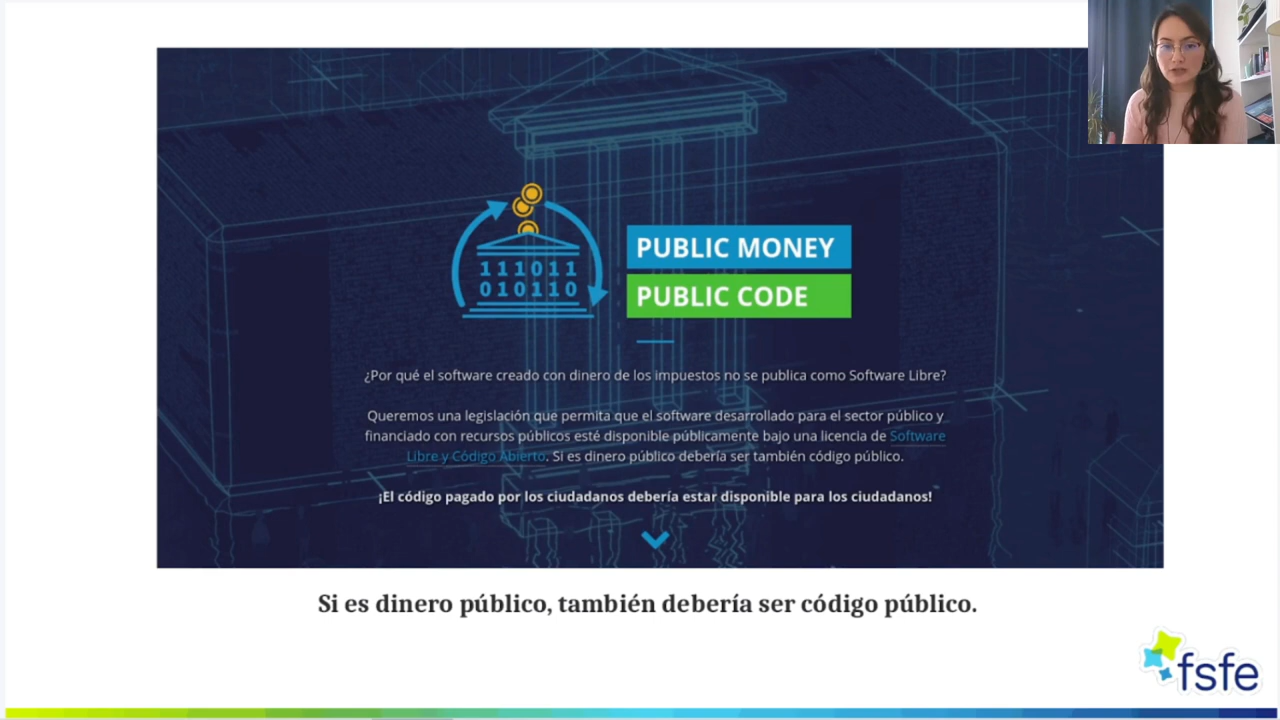 111011
010110
PUBLIC MONEY
PUBLIC CODE
¿Por qué el software creado con dinero de los impuestos no se publica como Software Libre?
Queremos una legislación que permita que el software desarrollado para el sector público y
financiado con recursos públicos esté disponible públicamente bajo una licencia de Software
Libre y Código Abierto. Si es dinero público debería ser también código público.
¡El código pagado por los ciudadanos debería estar disponible para los ciudadanos!
Si es dinero público, también debería ser código público.
fsfe